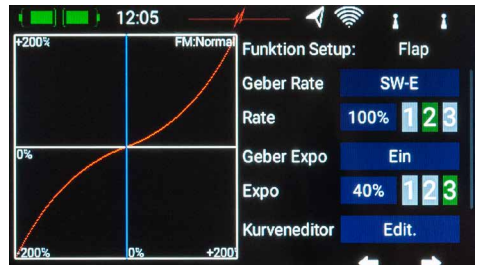 12:05
+200% FM:Normal
Funktion Setup: Flap
Geber Rate SW-E
Rate 100% 1 2 3
0%
Geber Expo Ein
Expo 40% 1 2 3
Kurveneditor Edit.
-200% 0% +200%